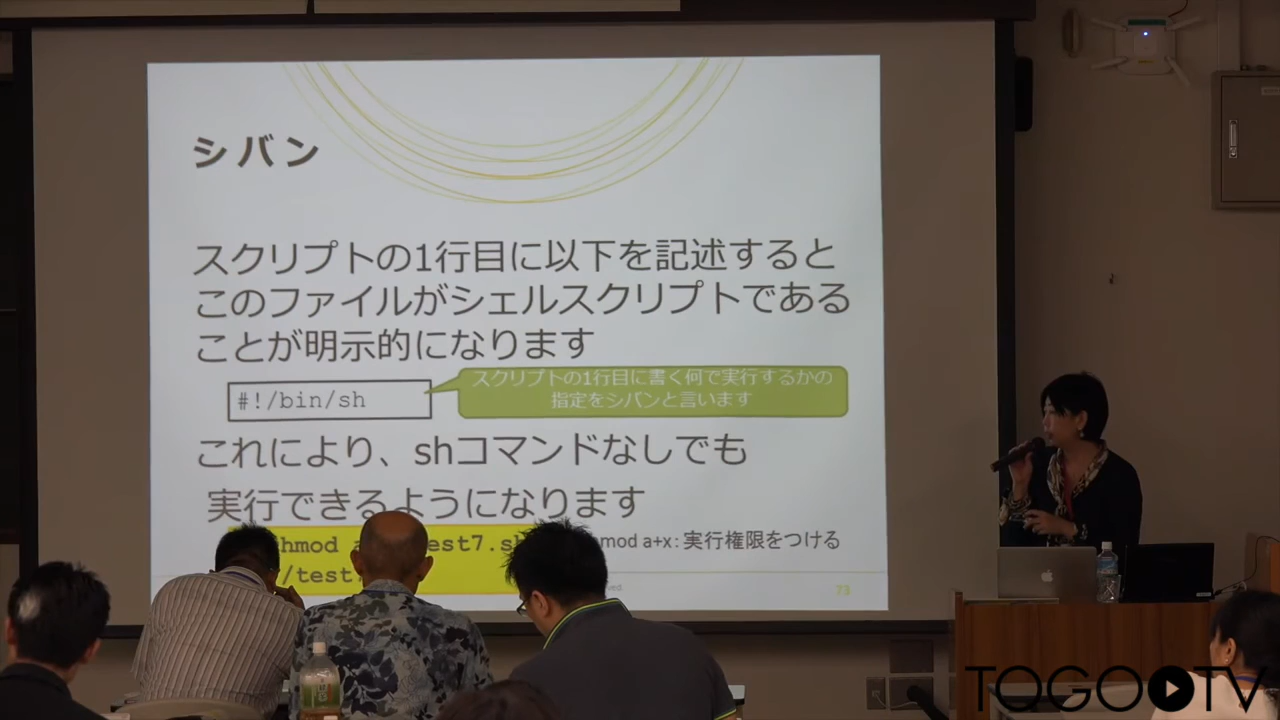 シバン
スクリプトの1行目に以下を記述すると
このファイルがシェルスクリプトである
ことが明示的になります
#!/bin/sh
スクリプトの1行目に書く何で実行するかの
指定をシバンと言います
これにより、shコマンドなしでも
実行できるようになります
a+x：実行権限をつける
73
TOGO TV